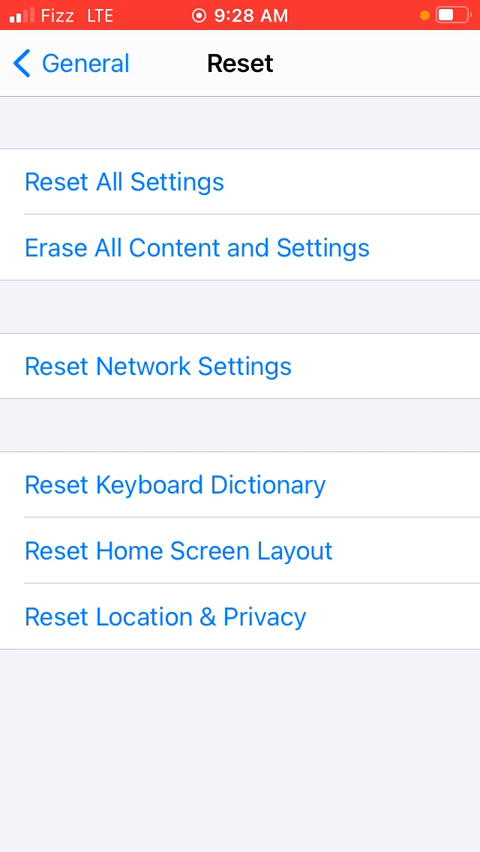 Fizz LTE 9:28 AM
General Reset
Reset All Settings
Erase All Content and Settings
Reset Network Settings
Reset Keyboard Dictionary
Reset Home Screen Layout
Reset Location & Privacy